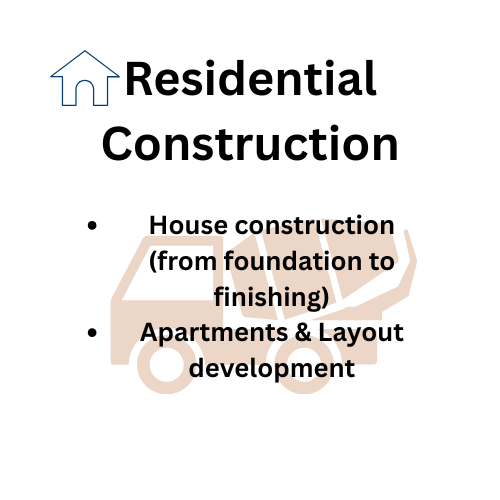 Residential
Construction
• House construction
(from foundation to
finishing)
• Apartments & Layout
development